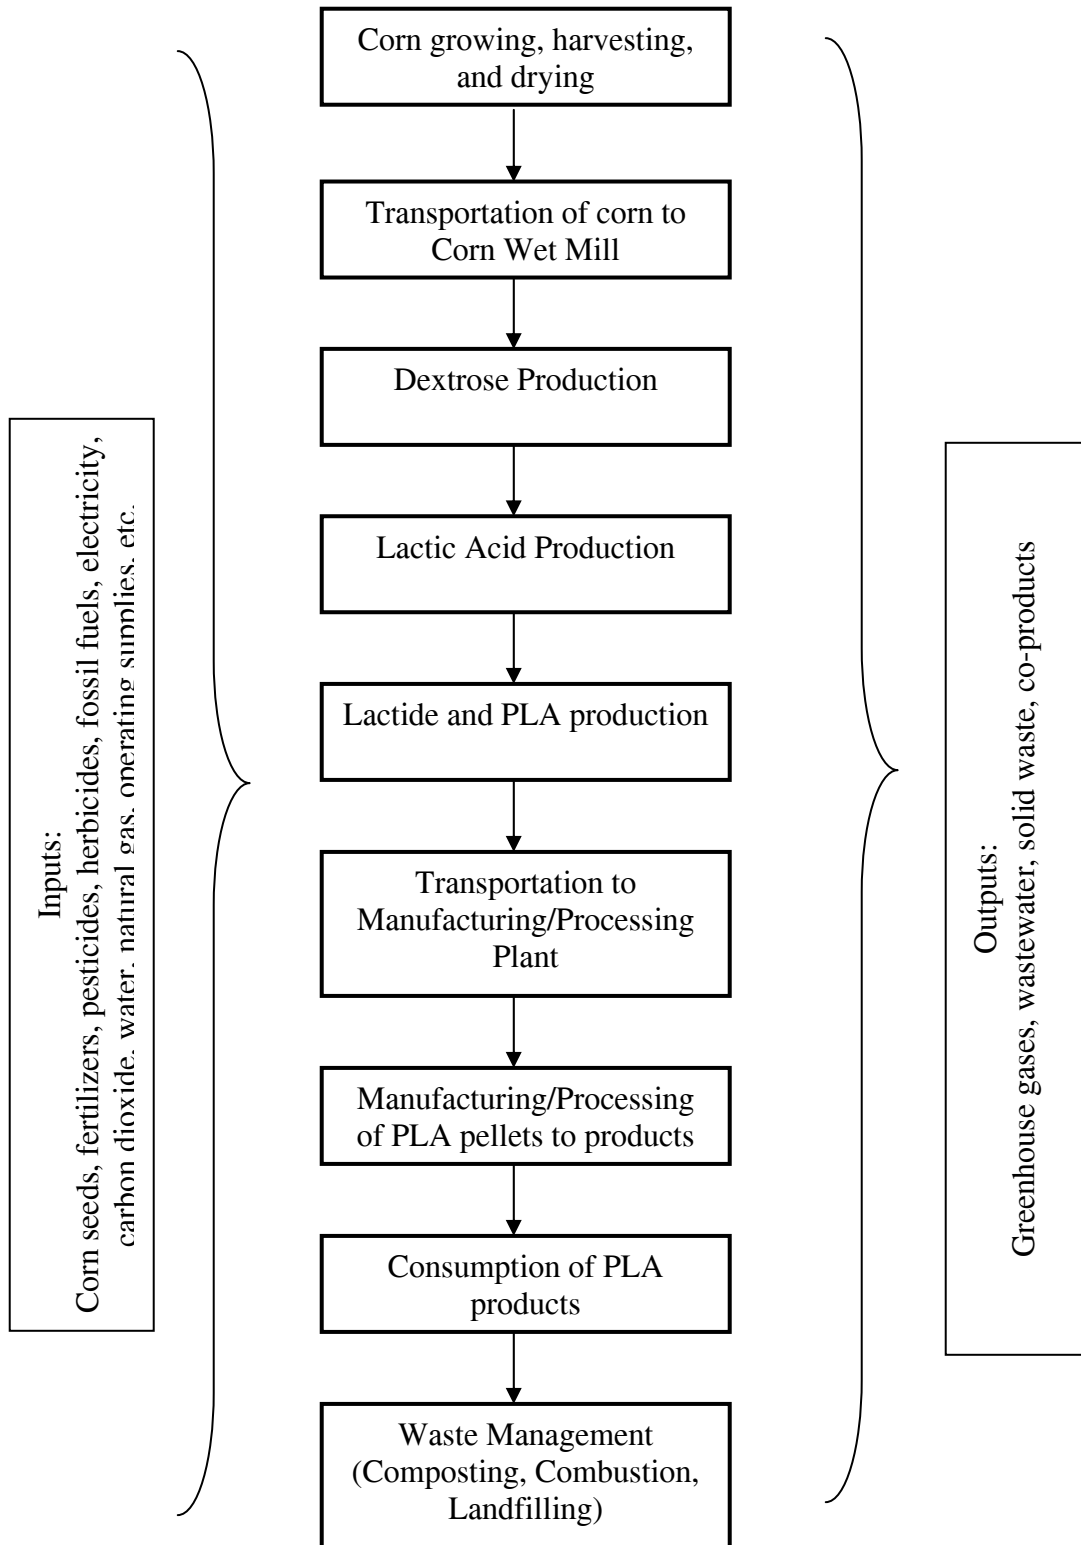 Corn growing, harvesting,
and drying
Transportation of corn to
Corn Wet Mill
Dextrose Production
Lactic Acid Production
Lactide and PLA production
Transportation to
Manufacturing/Processing
Plant
Manufacturing/Processing
of PLA pellets to products
Consumption of PLA
products
Waste Management
(Composting, Combustion,
Landfilling)
Inputs:
Corn seeds, fertilizers, pesticides, herbicides, fossil fuels, electricity,
carbon dioxide, water, natural gas, operating supplies, etc.
Outputs:
Greenhouse gases, wastewater, solid waste, co-products